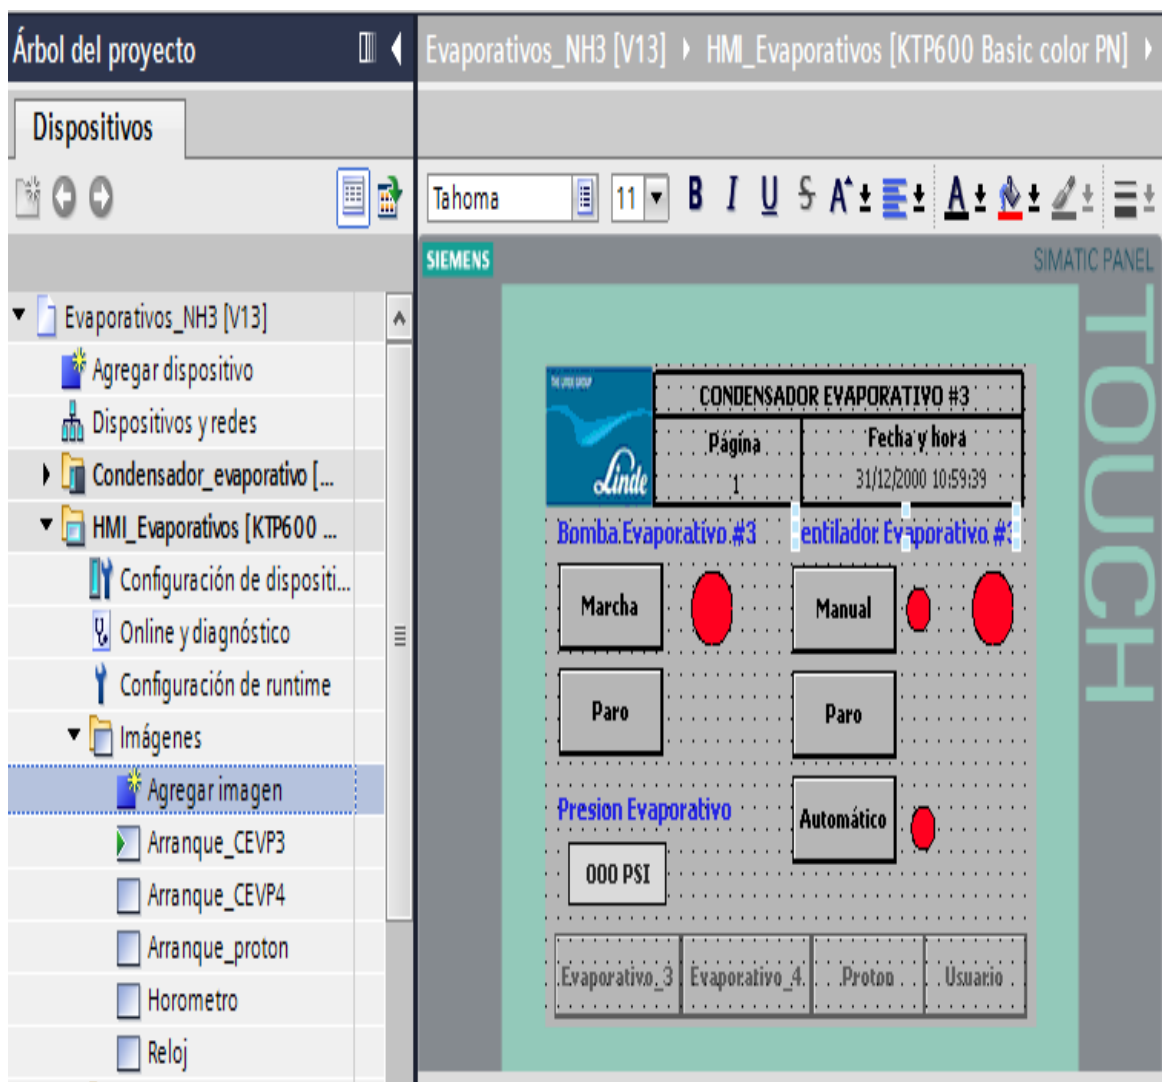 Árbol del proyecto
Evaporativos_NH3 [V13] HMI_Evaporativos [KTP600 Basic color PN]
Dispositivos
Tahoma 11 B I U S A A
SIEMENS
SIMATIC PANEL
TOUCH
Evaporativos_NH3 [V13]
Agregar dispositivo
Dispositivos y redes
Condensador_evaporativo [...
HMI_Evaporativos [KTP600 ...
Configuración de dispositi...
Online y diagnóstico
Configuración de runtime
Imágenes
Agregar imagen
Arranque_CEVP3
Arranque_CEVP4
Arranque_proton
Horometro
Reloj
THE LINDE GROUP
Linde
CONDENSADOR EVAPORATIVO #3
Página
1
Fecha y hora
31/12/2000 10:59:39
Bomba Evaporativo #3
entilador Evaporativo #3
Marcha
Manual
Paro
Paro
Presion Evaporativo
Automático
000 PSI
Evaporativo_3
Evaporativo_4
Proton
Usuario